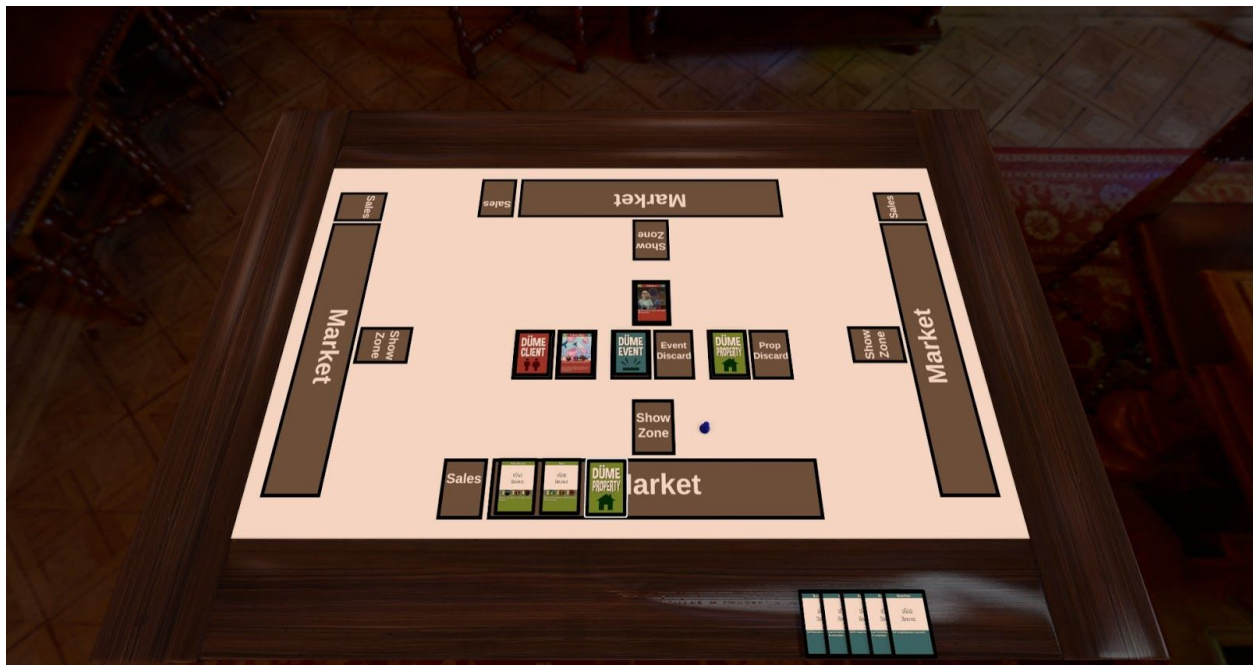 Sales
Market
Sales
Show
Zone
Sales
Market
Show
Zone
Market
Show
Zone
DÜME
CLIENT
DÜME
EVENT
Event
Discard
DÜME
PROPERTY
Prop
Discard
Show
Zone
Sales
DÜME
PROPERTY
arket